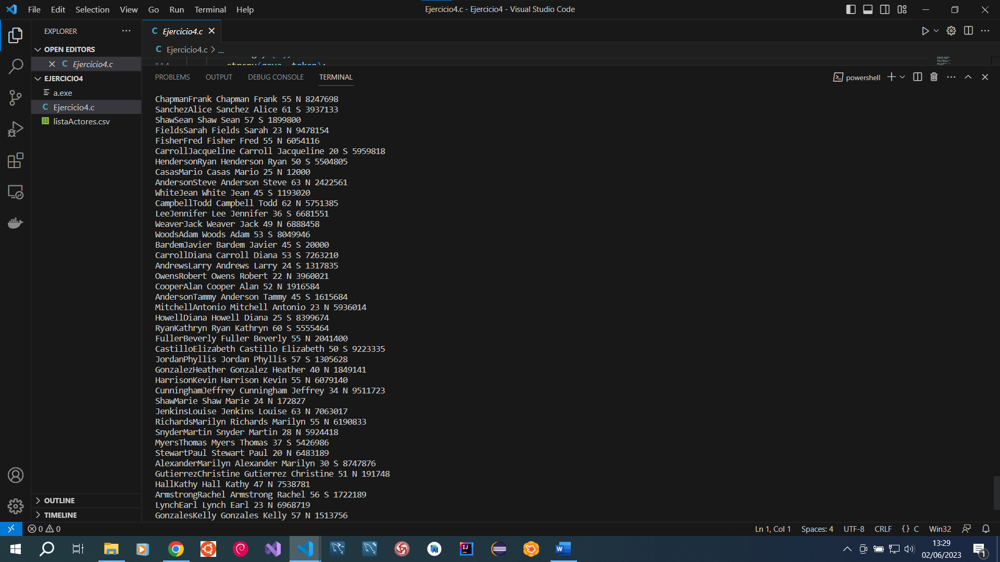 File Edit Selection View Go Run Terminal Help
Ejercicio4.c - Ejercicio4 - Visual Studio Code
EXPLORER
OPEN EDITORS
Ejercicio4.c
EJERCICIO4
a.exe
Ejercicio4.c
listaActores.csv
OUTLINE
TIMELINE
Ejercicio4.c
Ejercicio4.c > ...
114 strcpy(goya, token);
PROBLEMS OUTPUT DEBUG CONSOLE TERMINAL
powershell
ChapmanFrank Chapman Frank 55 N 8247698
SanchezAlice Sanchez Alice 61 S 3937133
ShawSean Shaw Sean 57 S 1899800
FieldsSarah Fields Sarah 23 N 9478154
FisherFred Fisher Fred 55 N 6054116
CarrollJacqueline Carroll Jacqueline 20 S 5959818
HendersonRyan Henderson Ryan 50 S 5504805
CasasMario Casas Mario 25 N 12000
AndersonSteve Anderson Steve 63 N 2422561
WhiteJean White Jean 45 S 1193020
CampbellTodd Campbell Todd 62 N 5751385
LeeJennifer Lee Jennifer 36 S 6681551
WeaverJack Weaver Jack 49 N 6888458
WoodsAdam Woods Adam 53 S 8049946
BardemJavier Bardem Javier 45 S 20000
CarrollDiana Carroll Diana 53 S 7263210
AndrewsLarry Andrews Larry 24 S 1317835
OwensRobert Owens Robert 22 N 3960021
CooperAlan Cooper Alan 52 N 1916584
AndersonTammy Anderson Tammy 45 S 1615684
MitchellAntonio Mitchell Antonio 23 N 5936014
HowellDiana Howell Diana 25 S 8399674
RyanKathryn Ryan Kathryn 60 S 5555464
FullerBeverly Fuller Beverly 55 N 2041400
CastilloElizabeth Castillo Elizabeth 50 S 9223335
JordanPhyllis Jordan Phyllis 57 S 1305628
GonzalezHeather Gonzalez Heather 40 N 1849141
HarrisonKevin Harrison Kevin 55 N 6079140
CunninghamJeffrey Cunningham Jeffrey 34 N 9511723
ShawMarie Shaw Marie 24 N 172827
JenkinsLouise Jenkins Louise 63 N 7063017
RichardsMarilyn Richards Marilyn 55 N 6190833
SnyderMartin Snyder Martin 28 N 5924418
MyersThomas Myers Thomas 37 S 5426986
StewartPaul Stewart Paul 20 N 6483189
AlexanderMarilyn Alexander Marilyn 30 S 8747876
GutierrezChristine Gutierrez Christine 51 N 191748
HallKathy Hall Kathy 47 N 7538781
ArmstrongRachel Armstrong Rachel 56 S 1722189
LynchEarl Lynch Earl 23 N 6968719
GonzalesKelly Gonzales Kelly 57 N 1513756
0 0
Ln 1, Col 1 Spaces: 4 UTF-8 CRLF {} C Win32
13:29
02/06/2023
1